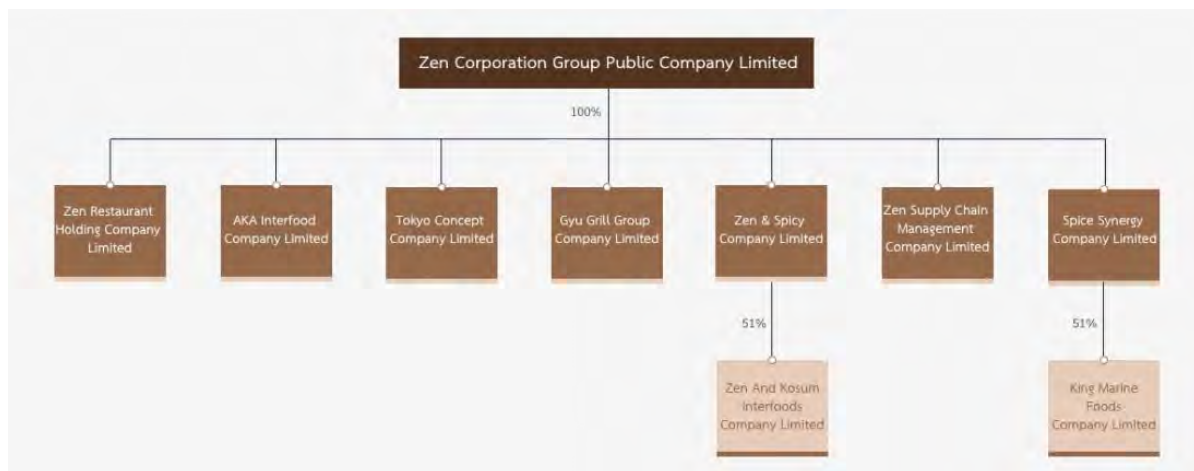 Zen Corporation Group Public Company Limited
100%
Zen Restaurant
Holding Company
Limited
AKA Interfood
Company Limited
Tokyo Concept
Company Limited
Gyu Grill Group
Company Limited
Zen & Spicy
Company Limited
Zen Supply Chain
Management
Company Limited
Spice Synergy
Company Limited
51%
51%
Zen And Kosum
Interfoods
Company Limited
King Marine
Foods
Company Limited